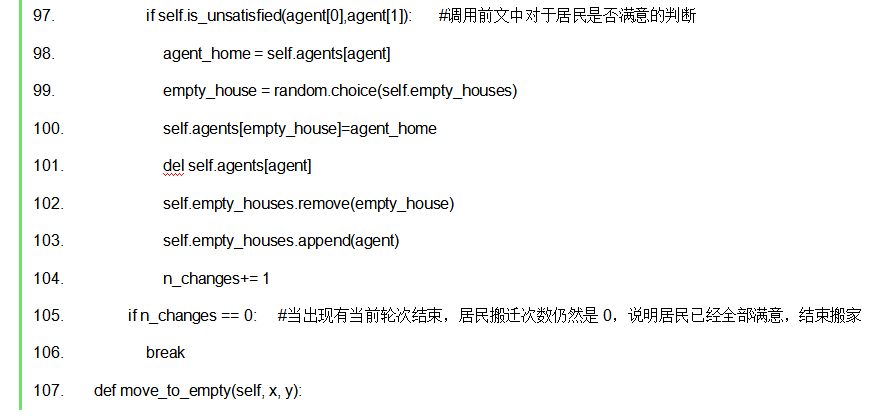 97. if self.is_unsatisfied(agent[0],agent[1]): #调用前文中对于居民是否满意的判断
98. agent_home = self.agents[agent]
99. empty_house = random.choice(self.empty_houses)
100. self.agents[empty_house]=agent_home
101. del self.agents[agent]
102. self.empty_houses.remove(empty_house)
103. self.empty_houses.append(agent)
104. n_changes+= 1
105. if n_changes == 0: #当出现有当前轮次结束，居民搬迁次数仍然是 0，说明居民已经全部满意，结束搬家
106. break
107. def move_to_empty(self, x, y):